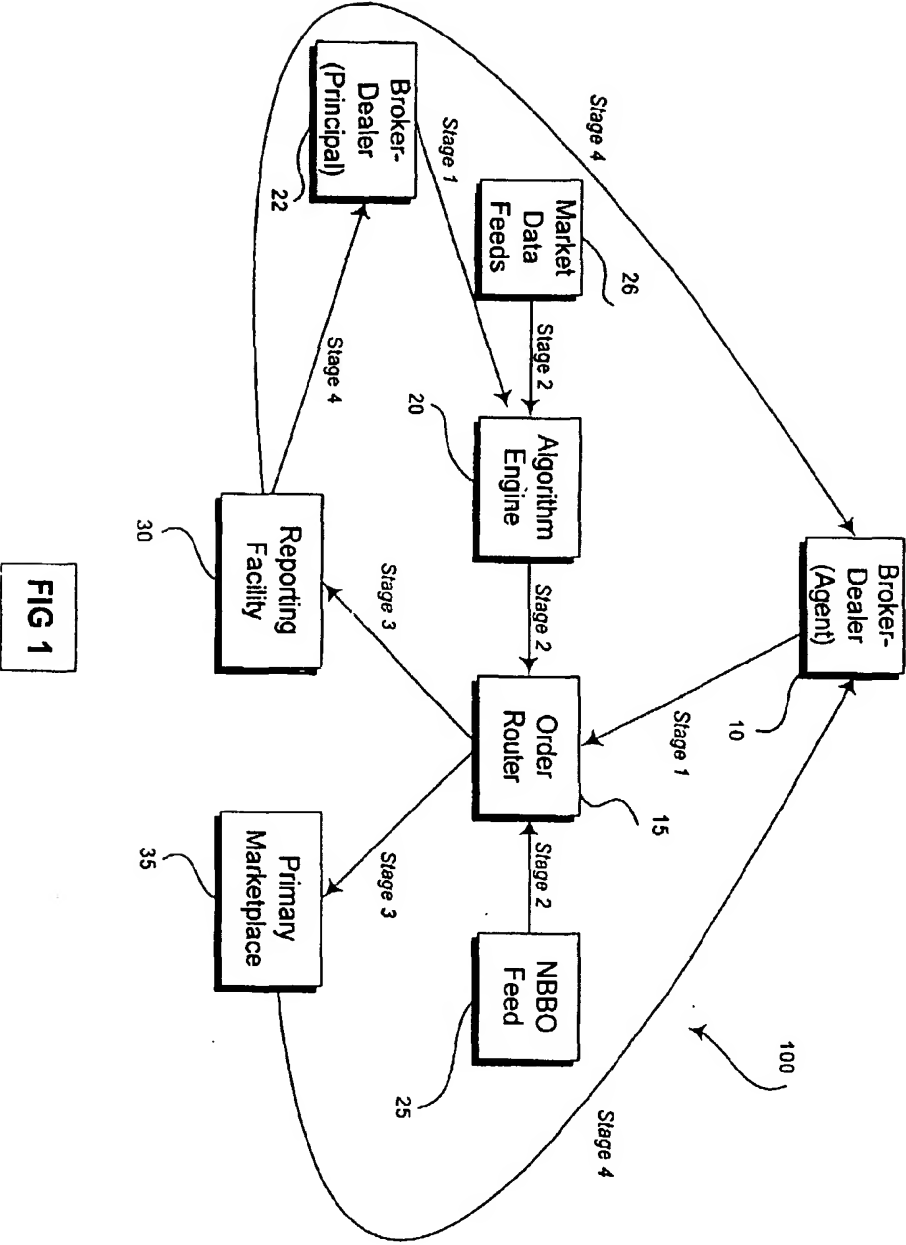 Broker-
Dealer
(Agent)
10
100
Stage 4
Stage 1
Stage 4
26
15
Market
Data
Feeds
Stage 2
Algorithm
Engine
Stage 2
Order
Router
Stage 2
NBBO
Feed
20
25
Stage 1
Broker-
Dealer
(Principal)
22
Stage 4
Stage 3
Stage 3
Reporting
Facility
30
Primary
Marketplace
35
FIG 1